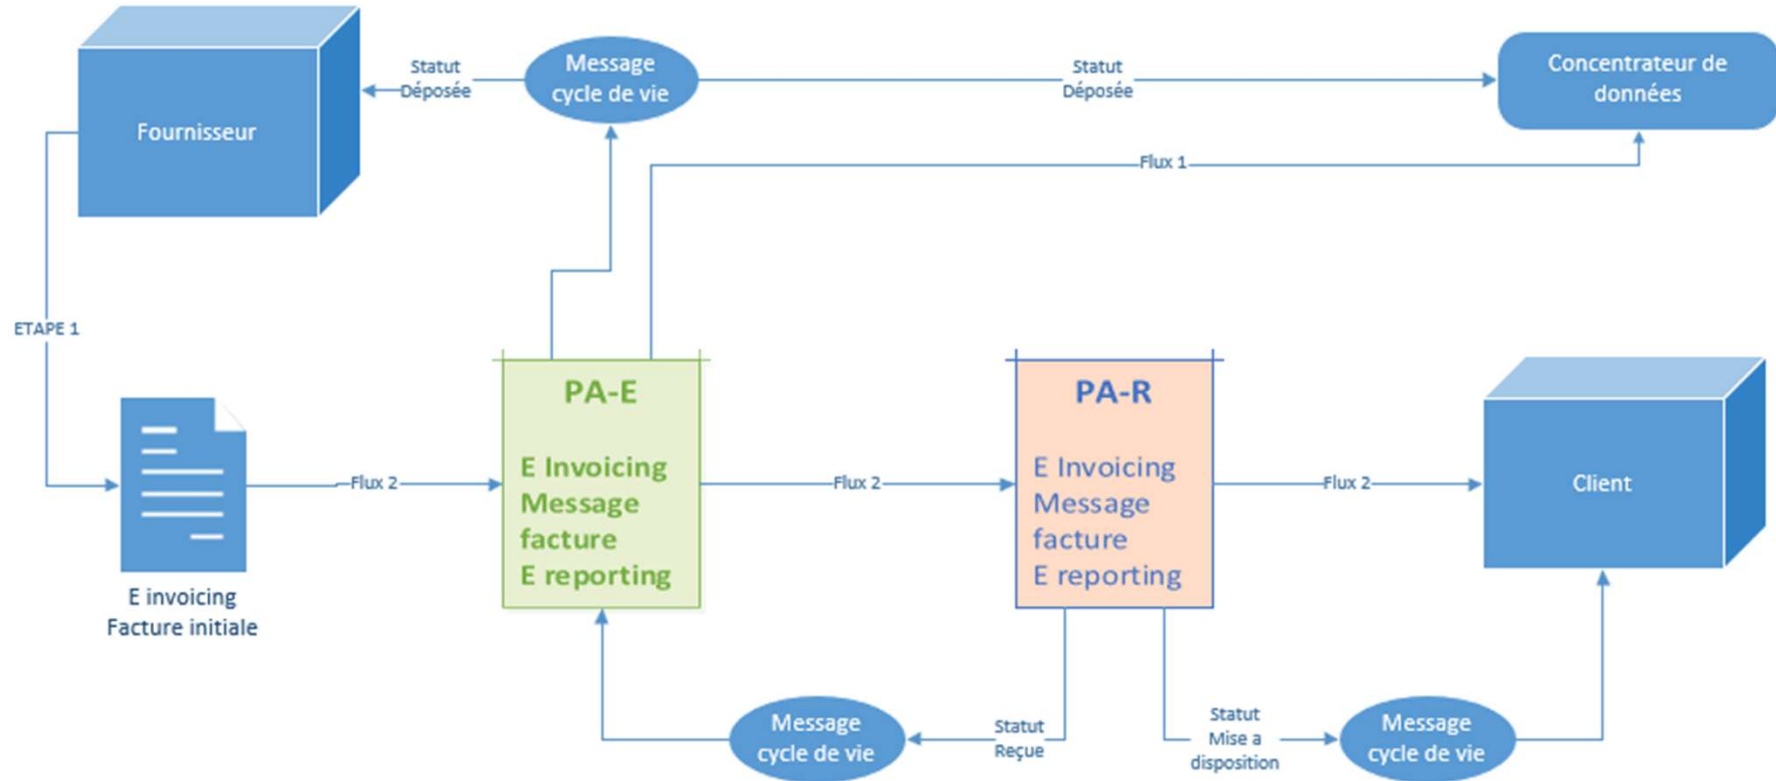 Fournisseur
Statut
Déposée
Message
cycle de vie
Statut
Déposée
Concentrateur de
données
Flux 1
ETAPE 1
E invoicing
Facture initiale
Flux 2
PA-E
E Invoicing
Message
facture
E reporting
Flux 2
PA-R
E Invoicing
Message
facture
E reporting
Flux 2
Client
Message
cycle de vie
Statut
Reçue
Statut
Mise a
disposition
Message
cycle de vie